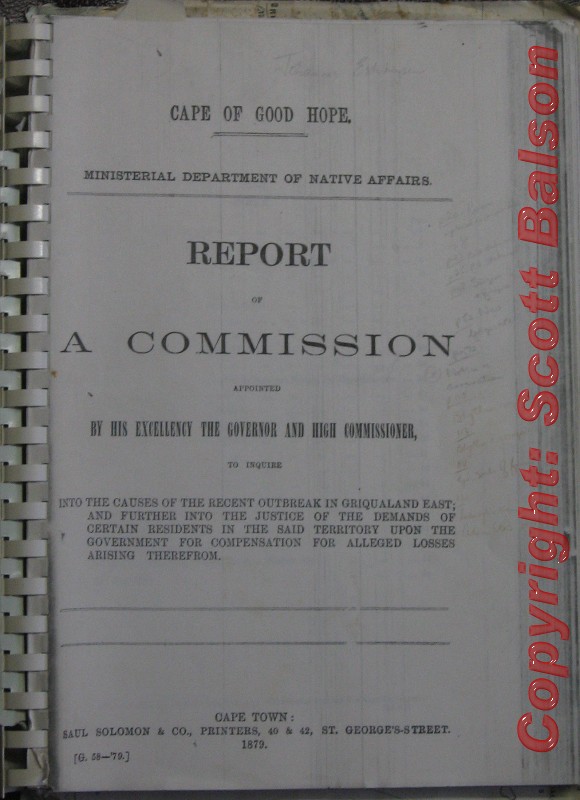 CAPE OF GOOD HOPE.
MINISTERIAL DEPARTMENT OF NATIVE AFFAIRS.
REPORT
OF
A COMMISSION
APPOINTED
BY HIS EXCELLENCY THE GOVERNOR AND HIGH COMMISSIONER,
TO INQUIRE
INTO THE CAUSES OF THE RECENT OUTBREAK IN GRIQUALAND EAST;
AND FURTHER INTO THE JUSTICE OF THE DEMANDS OF
CERTAIN RESIDENTS IN THE SAID TERRITORY UPON THE
GOVERNMENT FOR COMPENSATION FOR ALLEGED LOSSES
ARISING THEREFROM.
CAPE TOWN:
SAUL SOLOMON & CO., PRINTERS, 40 & 42, ST. GEORGE'S-STREET.
1879.
[G. 58—'79.]
Copyright: Scott Balson